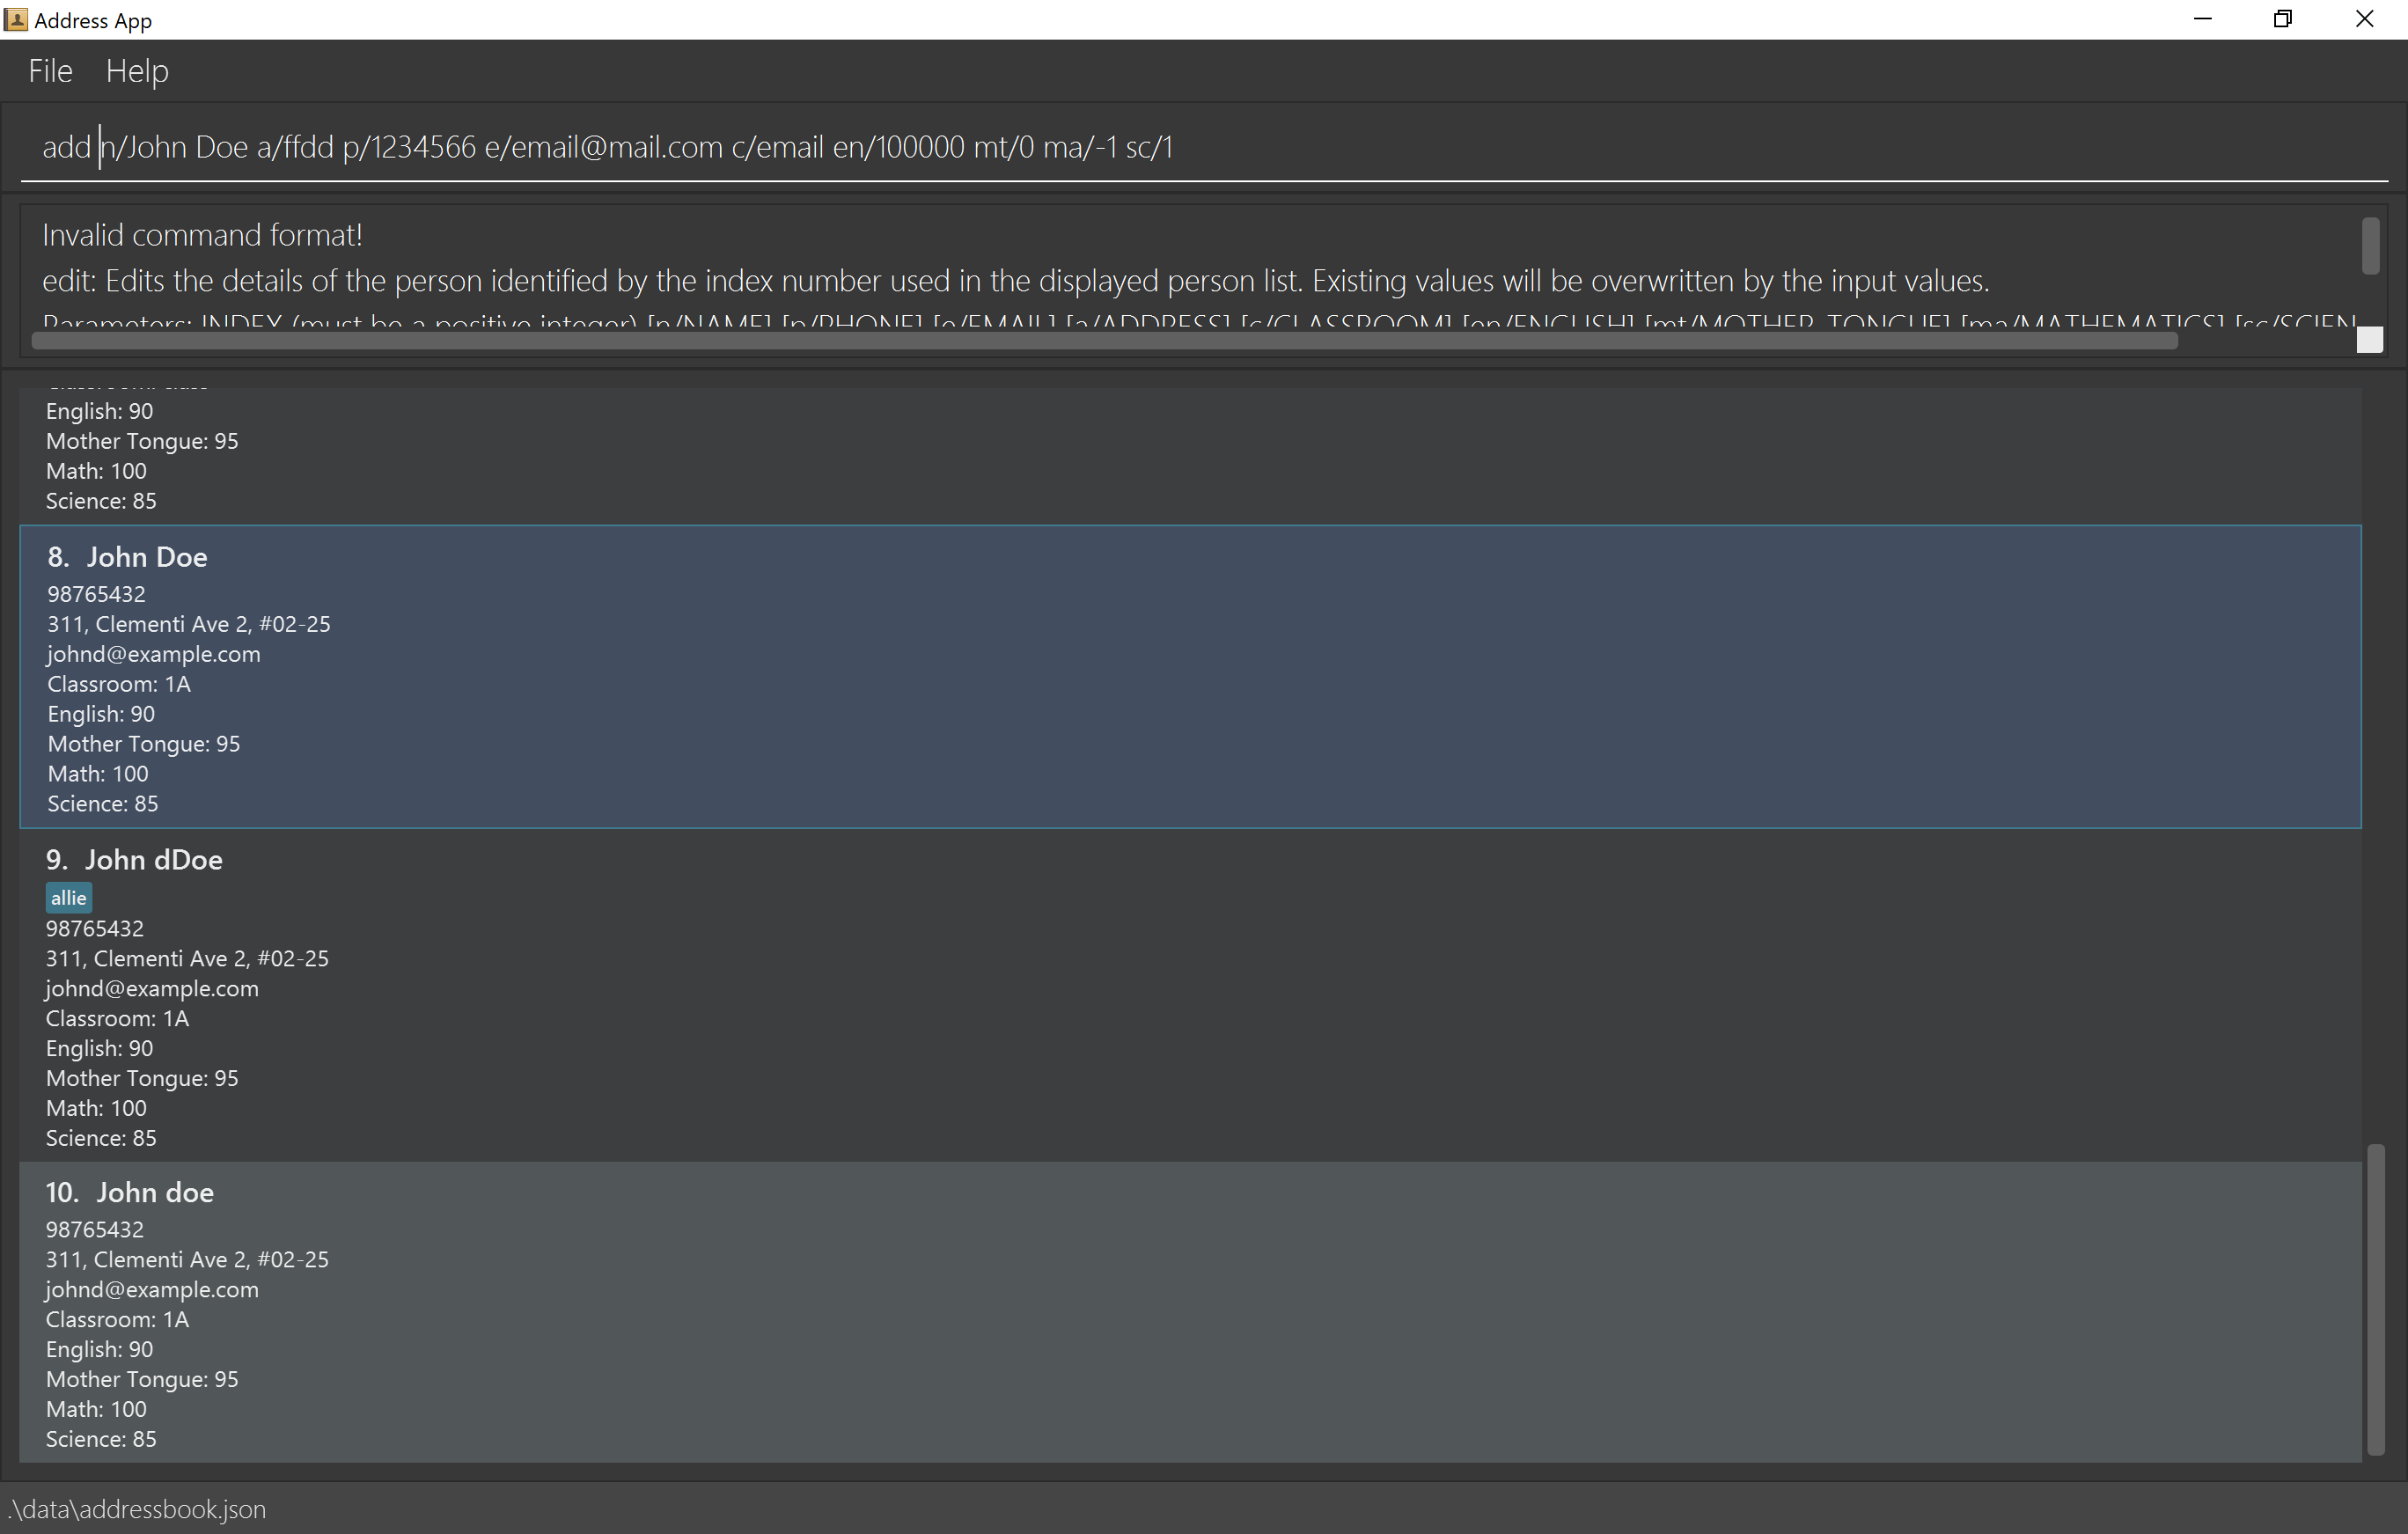 Address App
File Help
add n/John Doe a/ffdd p/1234566 e/email@mail.com c/email en/100000 mt/0 ma/-1 sc/1
Invalid command format!
edit: Edits the details of the person identified by the index number used in the displayed person list. Existing values will be overwritten by the input values.
Parameters: INDEX (must be a positive integer) [n/NAME] [p/PHONE] [e/EMAIL] [a/ADDRESS] [c/CLASSROOM] [en/ENGLISH] [mt/MOTHER TONGUE] [ma/MATHEMATICS] [sc/SCIEN
English: 90
Mother Tongue: 95
Math: 100
Science: 85
8. John Doe
98765432
311, Clementi Ave 2, #02-25
johnd@example.com
Classroom: 1A
English: 90
Mother Tongue: 95
Math: 100
Science: 85
9. John dDoe
allie
98765432
311, Clementi Ave 2, #02-25
johnd@example.com
Classroom: 1A
English: 90
Mother Tongue: 95
Math: 100
Science: 85
10. John doe
98765432
311, Clementi Ave 2, #02-25
johnd@example.com
Classroom: 1A
English: 90
Mother Tongue: 95
Math: 100
Science: 85
.\data\addressbook.json